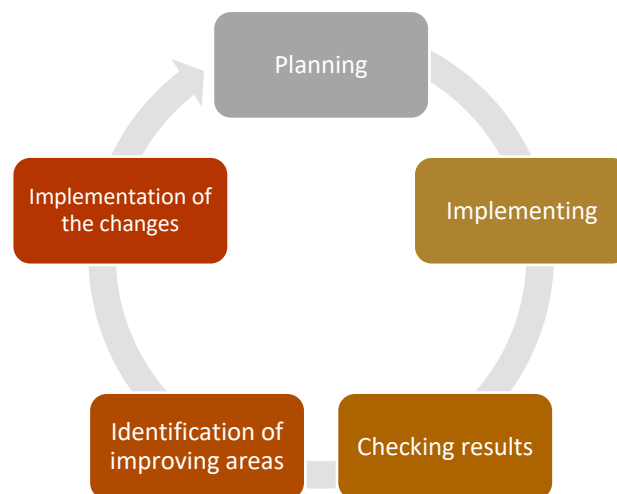 Planning
Implementing
Checking results
Identification of
improving areas
Implementation of
the changes